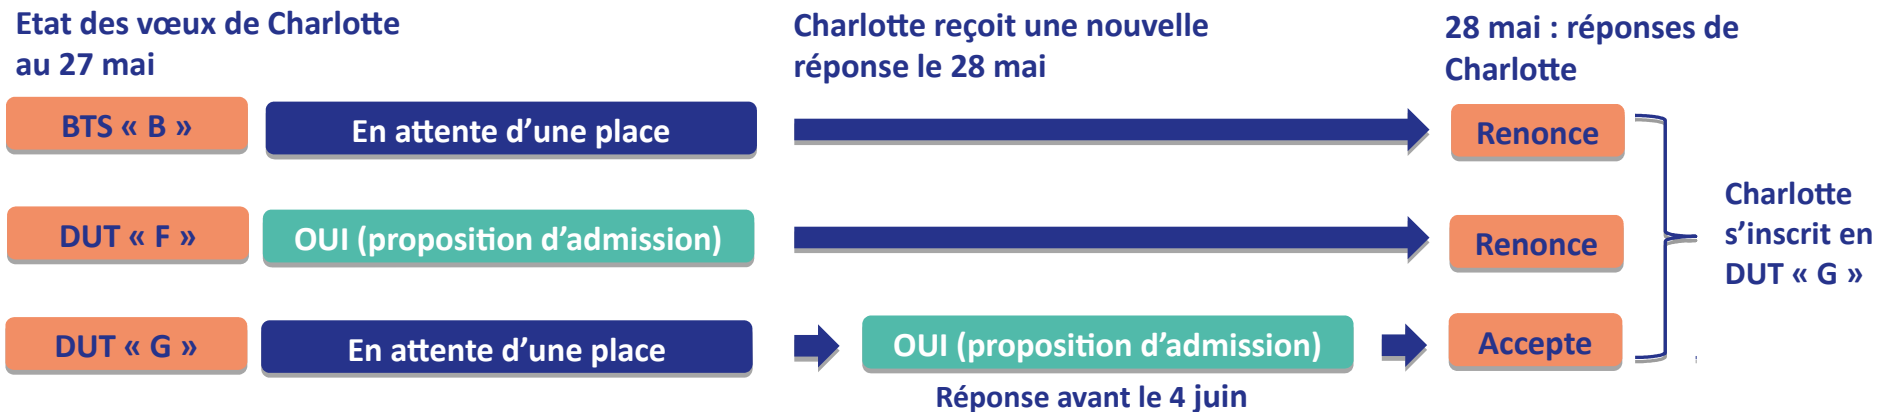 Etat des vœux de Charlotte
au 27 mai
Charlotte reçoit une nouvelle
réponse le 28 mai
28 mai : réponses de
Charlotte
BTS « B »
En attente d’une place
Renonce
DUT « F »
OUI (proposition d’admission)
Renonce
DUT « G »
En attente d’une place
OUI (proposition d’admission)
Accepte
Réponse avant le 4 juin
Charlotte
s’inscrit en
DUT « G »